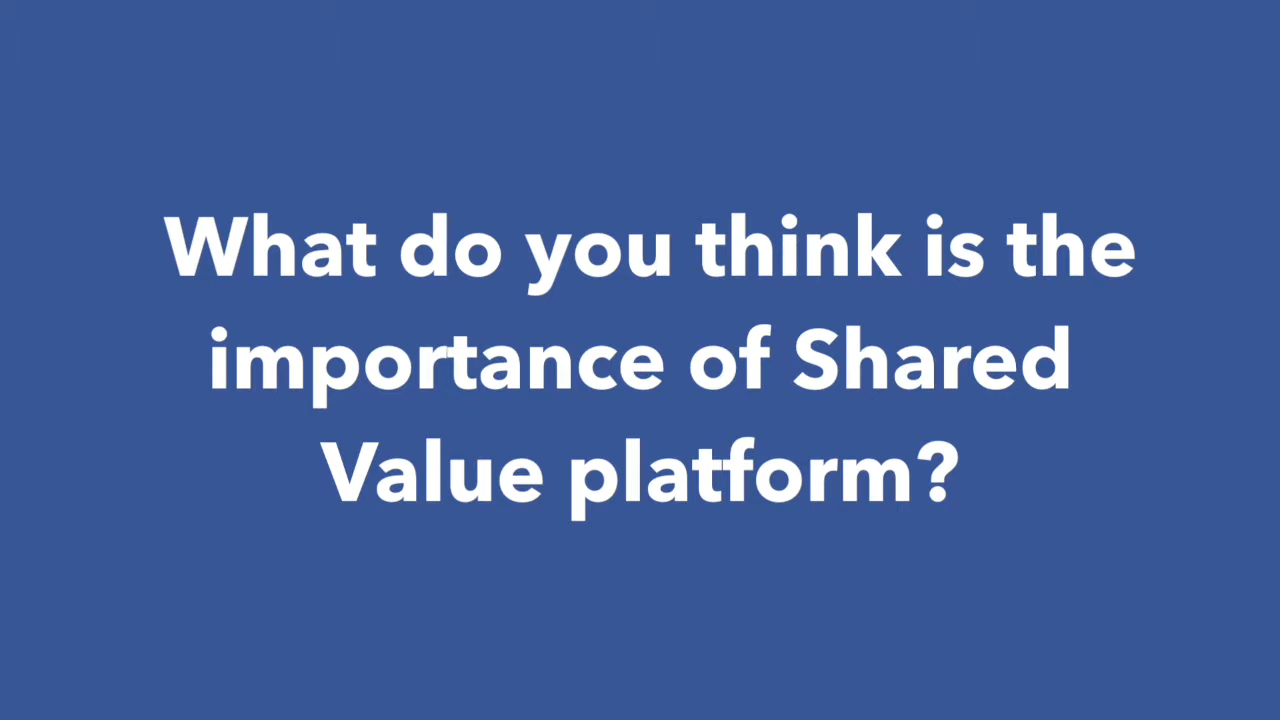 What do you think is the
importance of Shared
Value platform?